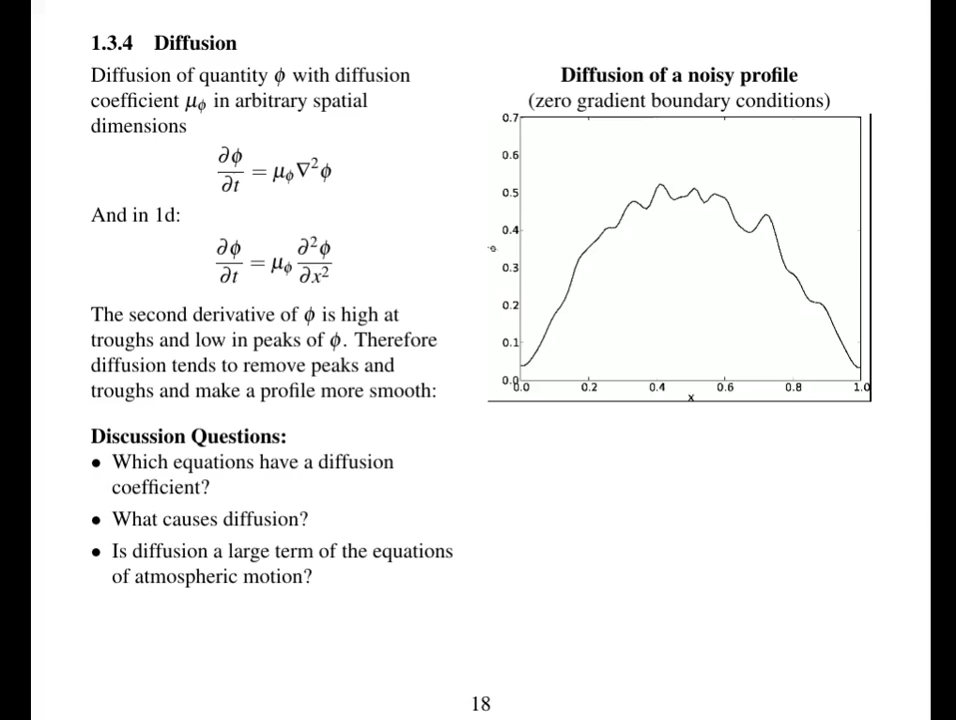 1.3.4 Diffusion
Diffusion of quantity ϕ with diffusion
coefficient μ_ϕ in arbitrary spatial
dimensions
∂ϕ/∂t = μ_ϕ∇²ϕ
And in 1d:
∂ϕ/∂t = μ_ϕ ∂²ϕ/∂x²
The second derivative of ϕ is high at
troughs and low in peaks of ϕ. Therefore
diffusion tends to remove peaks and
troughs and make a profile more smooth:
Discussion Questions:
• Which equations have a diffusion
coefficient?
• What causes diffusion?
• Is diffusion a large term of the equations
of atmospheric motion?
Diffusion of a noisy profile
(zero gradient boundary conditions)
0.7
0.6
0.5
0.4
ϕ
0.3
0.2
0.1
0.0
0.0 0.2 0.4 0.6 0.8 1.0
x
18